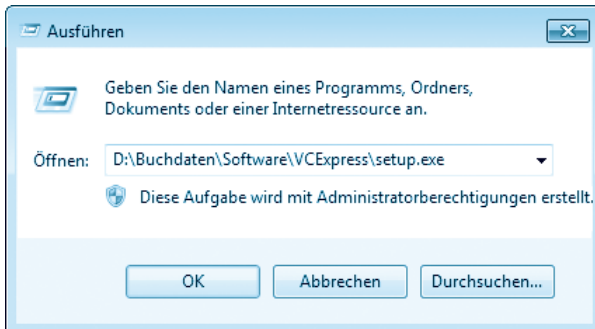 Ausführen
Geben Sie den Namen eines Programms, Ordners,
Dokuments oder einer Internetressource an.
Öffnen: D:\Buchdaten\Software\VCExpress\setup.exe
Diese Aufgabe wird mit Administratorberechtigungen erstellt.
OK Abbrechen Durchsuchen...